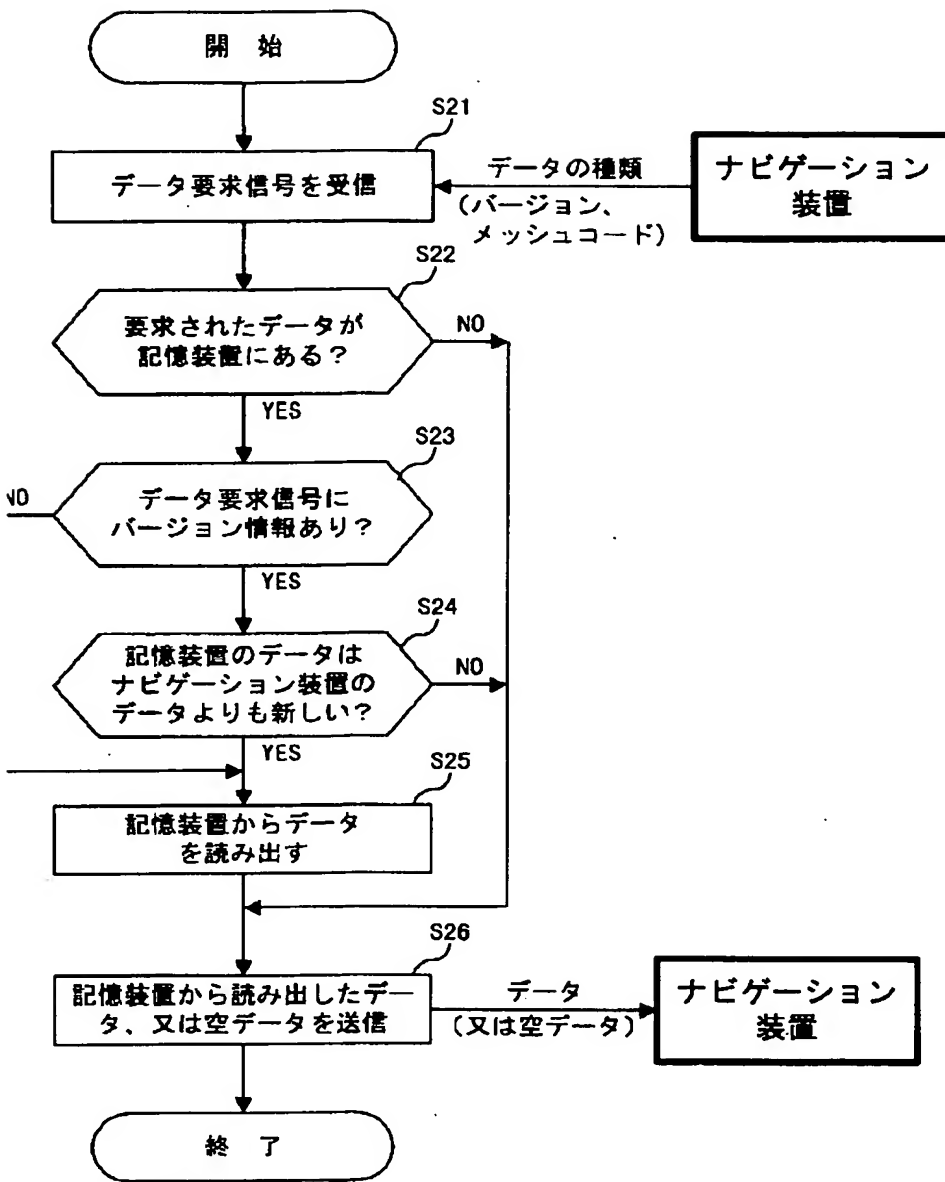 開 始
S21
データ要求信号を受信
データの種類
(バージョン、
メッシュコード)
ナビゲーション
装置
S22
要求されたデータが
記憶装置にある?
NO
YES
S23
データ要求信号に
バージョン情報あり?
NO
YES
S24
記憶装置のデータは
ナビゲーション装置の
データよりも新しい?
NO
YES
S25
記憶装置からデータ
を読み出す
S26
記憶装置から読み出したデー
タ、又は空データを送信
データ
(又は空データ)
ナビゲーション
装置
終 了